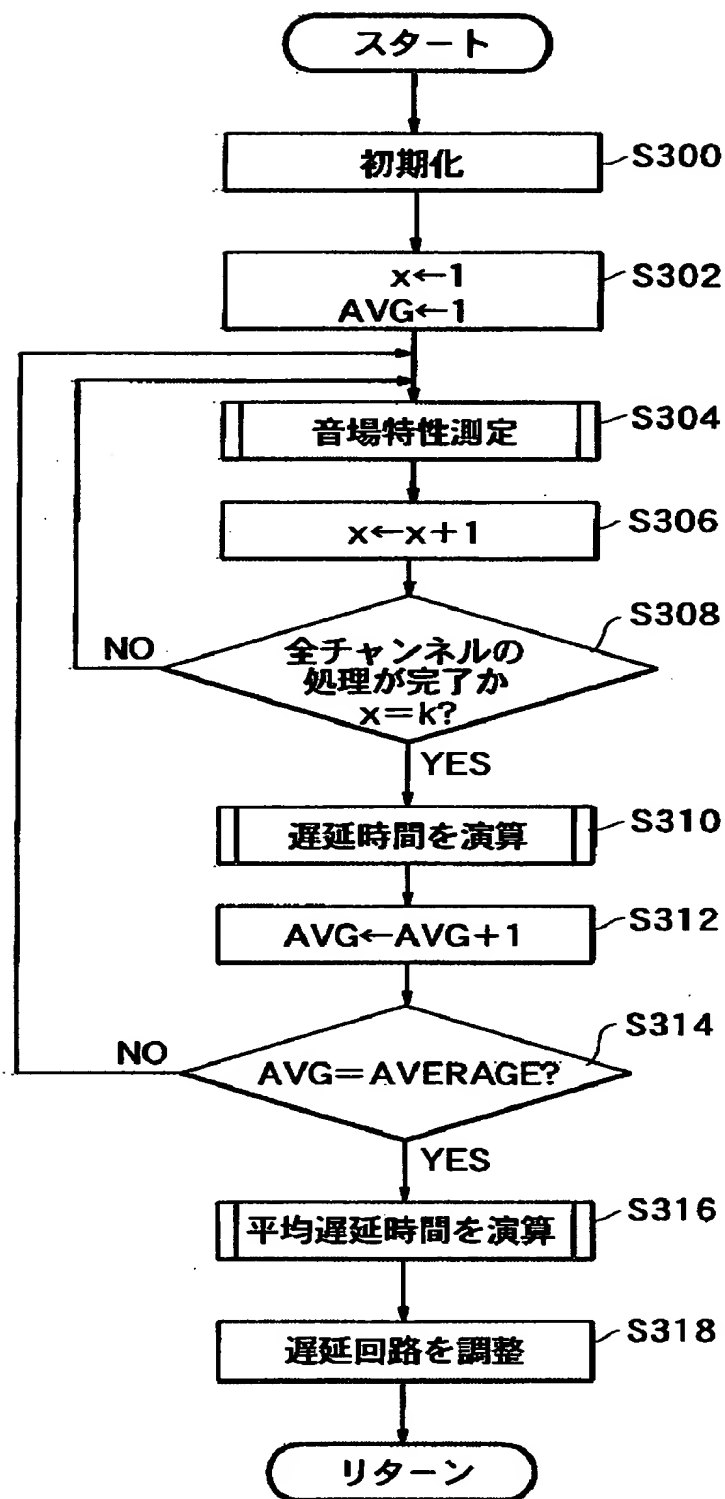 スタート
初期化
S300
x←1
AVG←1
S302
音場特性測定
S304
x←x+1
S306
全チャンネルの
処理が完了か
x=k?
S308
NO
YES
遅延時間を演算
S310
AVG←AVG+1
S312
AVG=AVERAGE?
S314
NO
YES
平均遅延時間を演算
S316
遅延回路を調整
S318
リターン